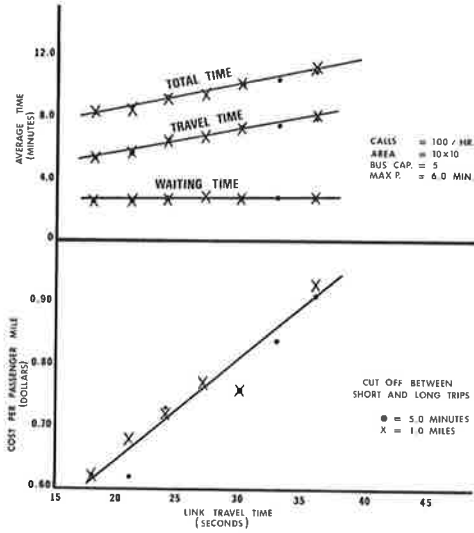 12.0
TOTAL TIME
8.0
TRAVEL TIME
4.0
WAITING TIME
0
AVERAGE TIME
(MINUTES)
CALLS = 100 / HR.
AREA = 10×10
BUS CAP. = 5
MAX P. = 6.0 MIN.
0.90
0.80
0.70
0.60
COST PER PASSENGER MILE
(DOLLARS)
CUT OFF BETWEEN
SHORT AND LONG TRIPS
● = 5.0 MINUTES
X = 1.0 MILES
15 20 25 30 35 40 45
LINK TRAVEL TIME
(SECONDS)